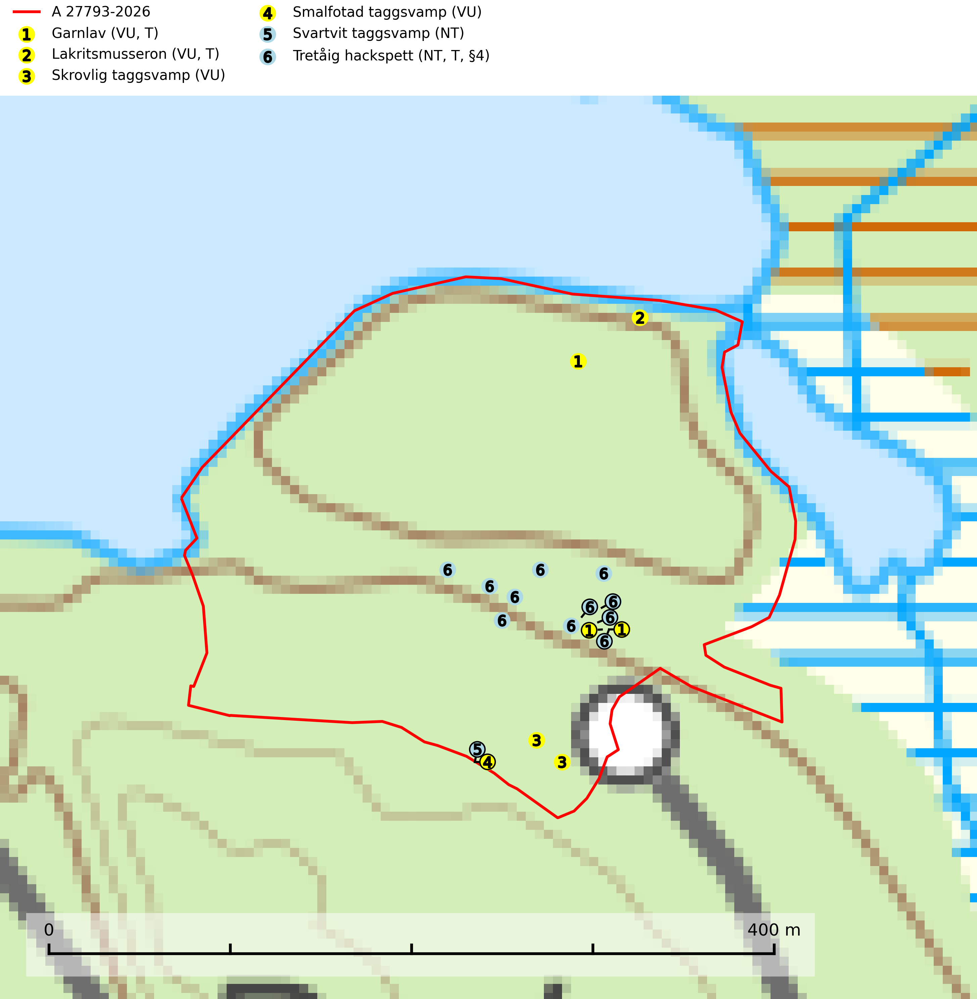 A 27793-2026
1 Garnlav (VU, T)
2 Lakritsmusseron (VU, T)
3 Skrovlig taggsvamp (VU)
4 Smalfotad taggsvamp (VU)
5 Svartvit taggsvamp (NT)
6 Tretåig hackspett (NT, T, §4)
2
1
6 6 6
6
6
6 6
6 6
6 1 1
6
3
5
4 3
0 400 m